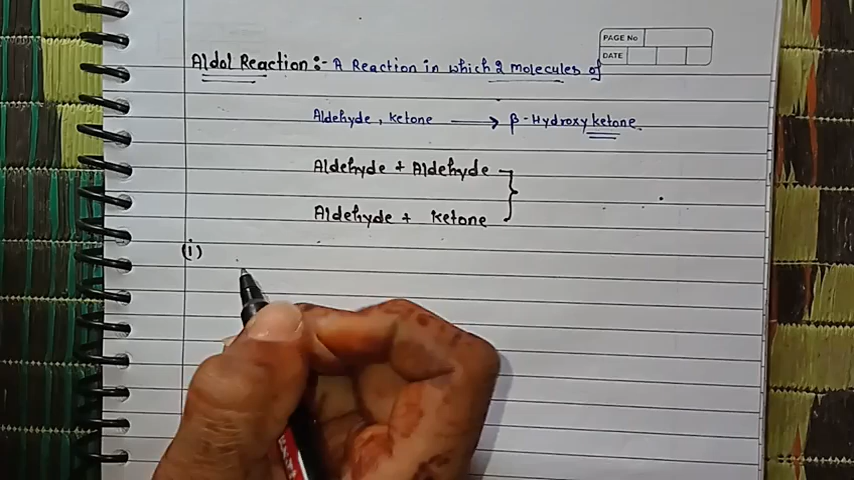 PAGE No
DATE
Aldol Reaction :- A Reaction in which 2 molecules of
Aldehyde, ketone ⟶ β-Hydroxy ketone.
Aldehyde + Aldehyde
Aldehyde + ketone
(i)